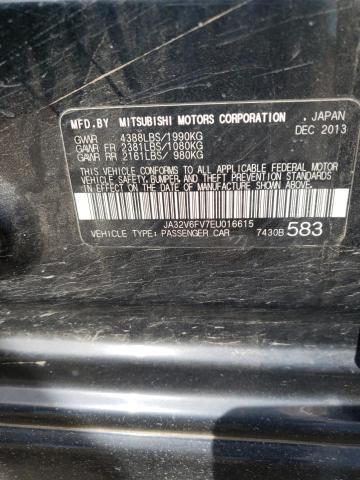 MFD.BY MITSUBISHI MOTORS CORPORATION , JAPAN
DEC 2013
GVWR 4388LBS/1990KG
GAWR FR 2381LBS/1080KG
GAWR RR 2161LBS/ 980KG
THIS VEHICLE CONFORMS TO ALL APPLICABLE FEDERAL MOTOR
VEHICLE SAFETY,BUMPER,AND THEFT PREVENTION STANDARDS
IN EFFECT ON THE DATE OF MANUFACTURE SHOWN ABOVE.
JA32V6FV7EU016615
VEHICLE TYPE:PASSENGER CAR 7430B583